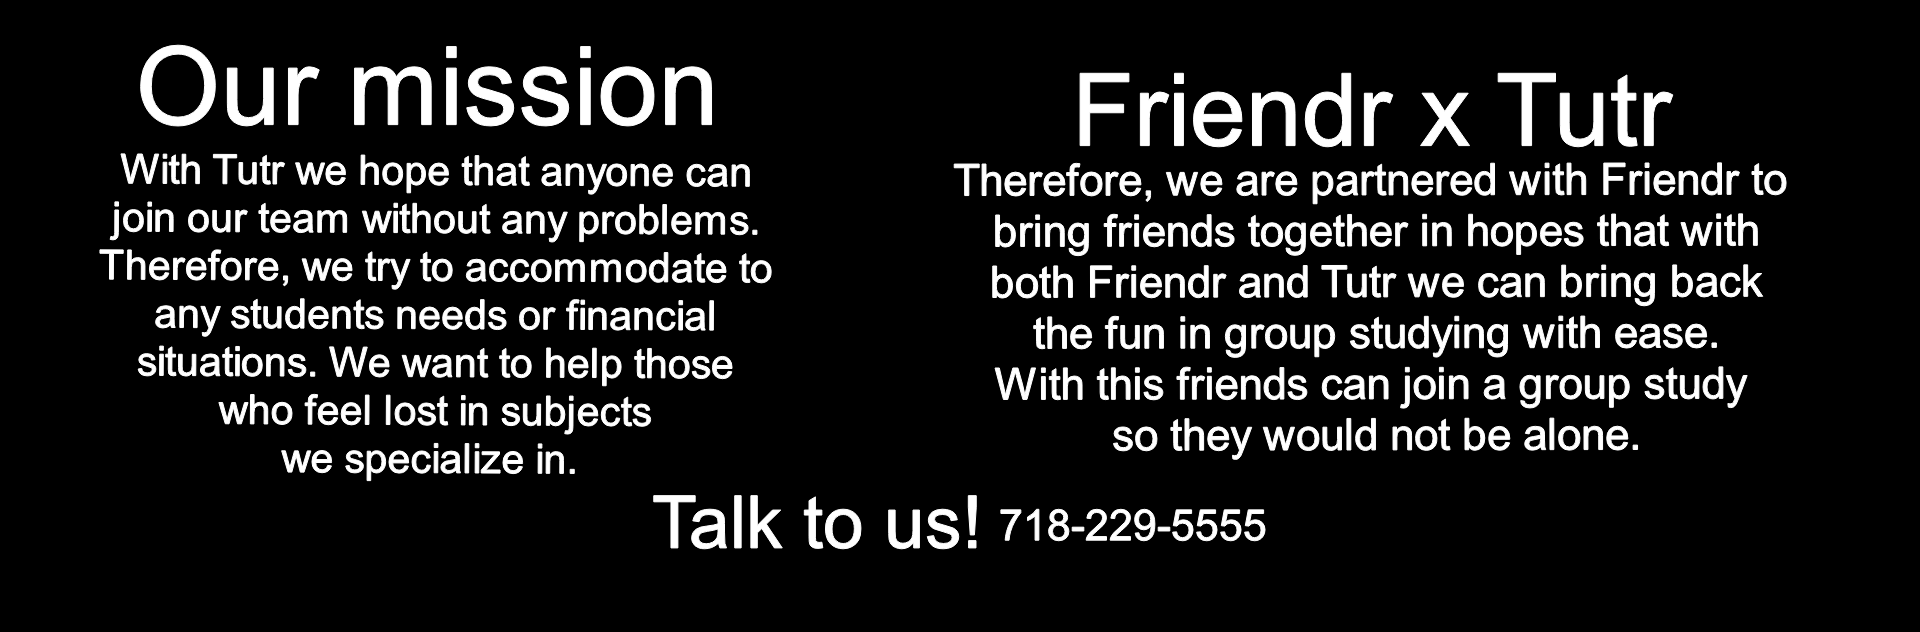 Our mission
With Tutr we hope that anyone can
join our team without any problems.
Therefore, we try to accommodate to
any students needs or financial
situations. We want to help those
who feel lost in subjects
we specialize in.
Friendr x Tutr
Therefore, we are partnered with Friendr to
bring friends together in hopes that with
both Friendr and Tutr we can bring back
the fun in group studying with ease.
With this friends can join a group study
so they would not be alone.
Talk to us! 718-229-5555